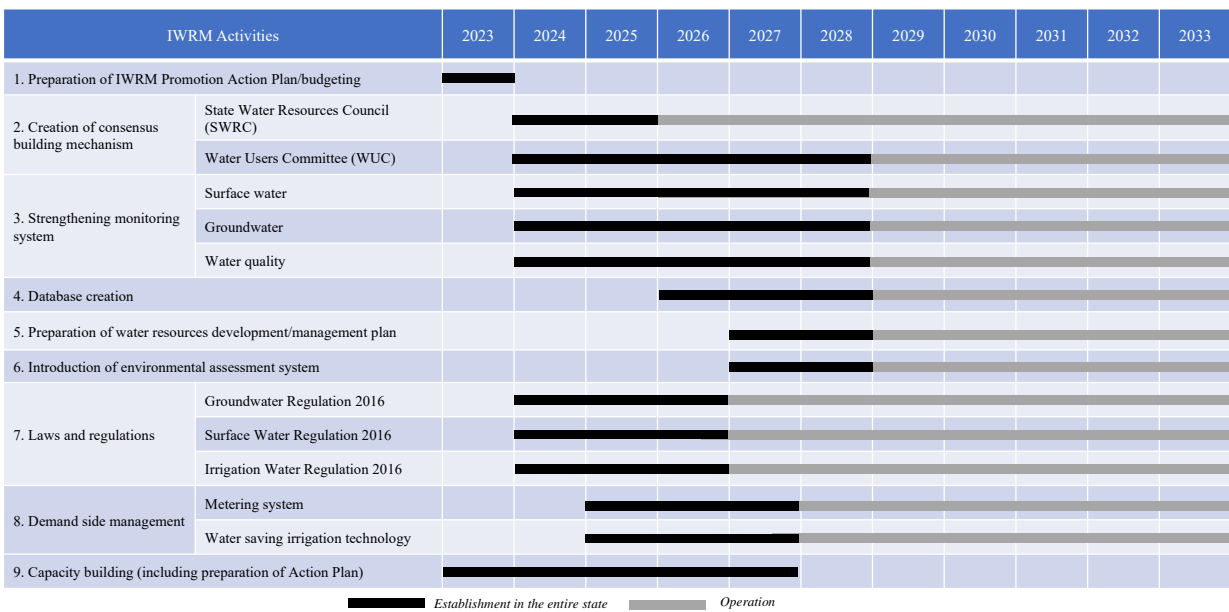 IWRM Activities 2023 2024 2025 2026 2027 2028 2029 2030 2031 2032 2033
1. Preparation of IWRM Promotion Action Plan/budgeting
2. Creation of consensus
building mechanism
State Water Resources Council
(SWRC)
Water Users Committee (WUC)
3. Strengthening monitoring
system
Surface water
Groundwater
Water quality
4. Database creation
5. Preparation of water resources development/management plan
6. Introduction of environmental assessment system
7. Laws and regulations
Groundwater Regulation 2016
Surface Water Regulation 2016
Irrigation Water Regulation 2016
8. Demand side management
Metering system
Water saving irrigation technology
9. Capacity building (including preparation of Action Plan)
Establishment in the entire state
Operation